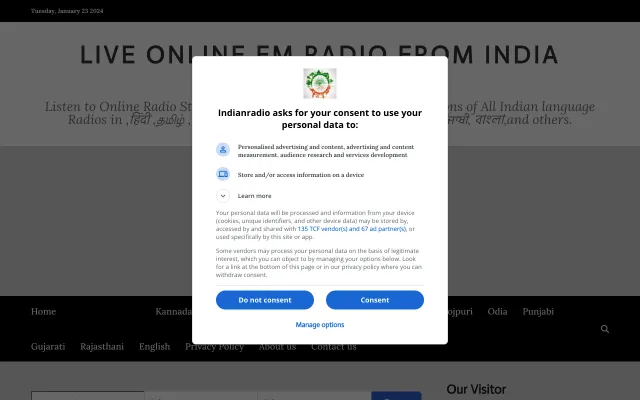 Tuesday, January 23 2024
LIVE ONLINE FM RADIO FROM INDIA
Listen to Online Radio St
ns of All Indian language
Radios in ,हिंदी ,தமிழ் ,
বাংলা,and others.
Indianradio asks for your consent to use your
personal data to:
Personalised advertising and content, advertising and content
measurement, audience research and services development
Store and/or access information on a device
Learn more
Your personal data will be processed and information from your device
(cookies, unique identifiers, and other device data) may be stored by,
accessed by and shared with 135 TCF vendor(s) and 67 ad partner(s), or
used specifically by this site or app.
Some vendors may process your personal data on the basis of legitimate
interest, which you can object to by managing your options below. Look
for a link at the bottom of this page or in our privacy policy where you can
withdraw consent.
Do not consent
Consent
Manage options
Home
Kannada
ojpuri
Odia
Punjabi
Gujarati
Rajasthani
English
Privacy Policy
About us
Contact us
Our Visitor